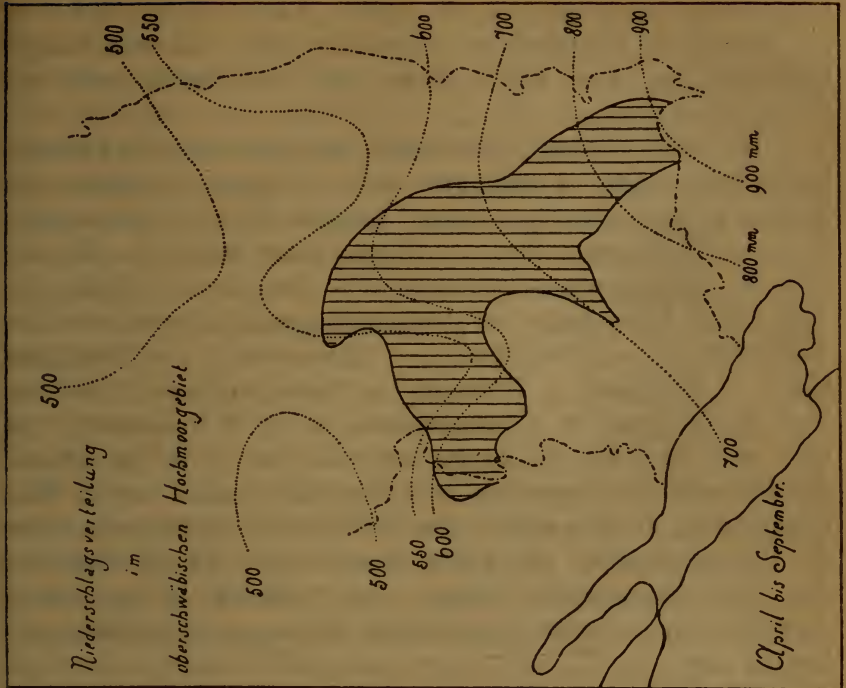 500
Niederschlagsverteilung
im
oberschwäbischen Hochmoorgebiet
500
550
500
500
550
600
600
700
800
900
700
800 mm
900 mm
April bis September.